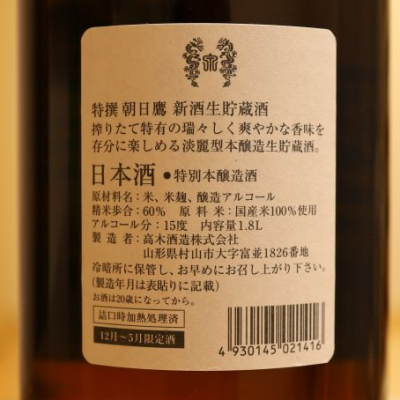 特撰 朝日鷹 新酒生貯蔵酒
搾りたて特有の瑞々しく爽やかな香味を
存分に楽しめる淡麗型本醸造生貯蔵酒。
日本酒 ●特別本醸造酒
原材料名：米、米麹、醸造アルコール
精米歩合：60% 原料米：国産米100%使用
アルコール分：15度 内容量1.8L
製造者：高木酒造株式会社
山形県村山市大字富並1826番地
冷暗所に保管し、お早めにお召し上がり下さい。
(製造年月は表貼りに記載)
お酒は20歳になってから。
詰口時加熱処理済
12月～5月限定酒
4930145021416